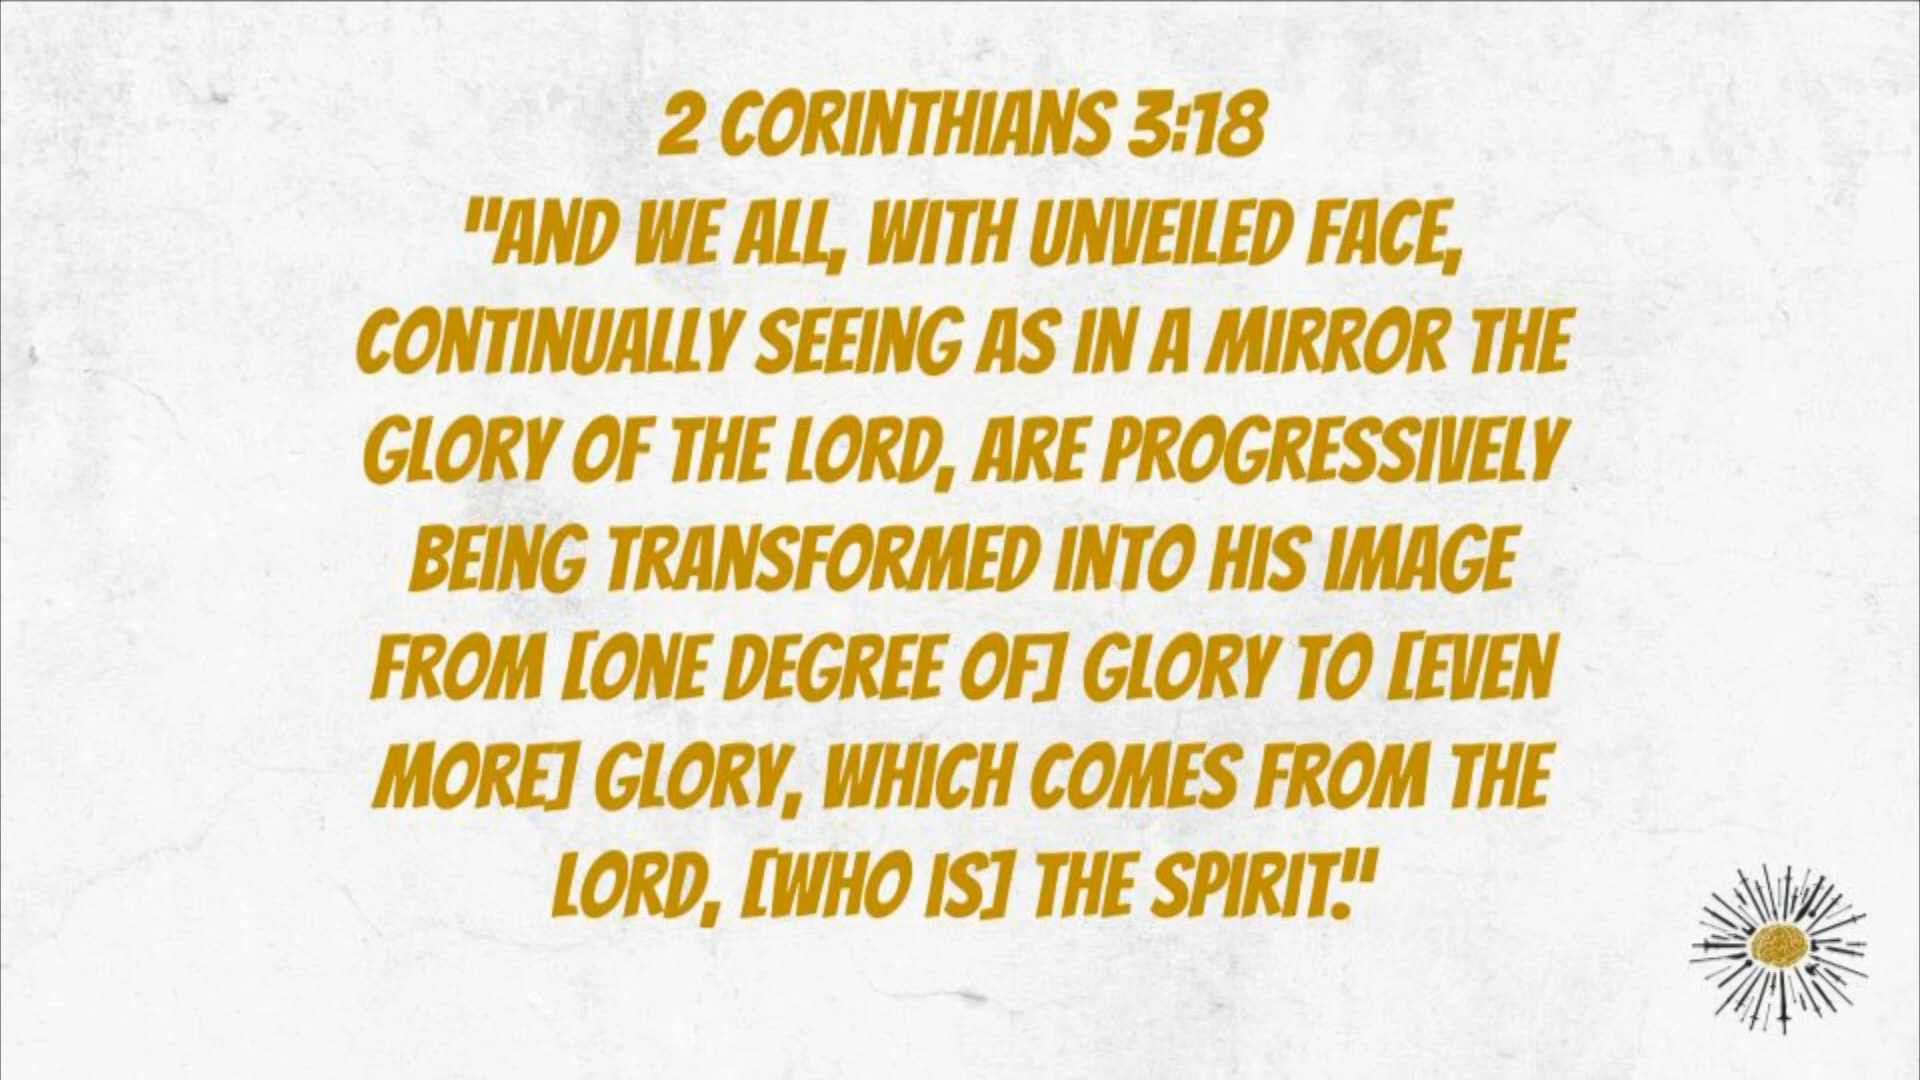 2 CORINTHIANS 3:18
"AND WE ALL, WITH UNVEILED FACE,
CONTINUALLY SEEING AS IN A MIRROR THE
GLORY OF THE LORD, ARE PROGRESSIVELY
BEING TRANSFORMED INTO HIS IMAGE
FROM [ONE DEGREE OF] GLORY TO [EVEN
MORE] GLORY, WHICH COMES FROM THE
LORD, [WHO IS] THE SPIRIT."